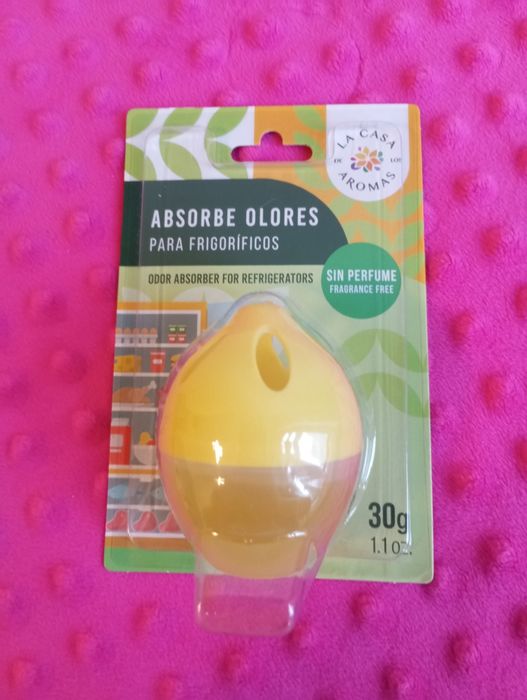 LA CASA
DE LOS
AROMAS
ABSORBE OLORES
PARA FRIGORÍFICOS
ODOR ABSORBER FOR REFRIGERATORS
SIN PERFUME
FRAGRANCE FREE
30g
1.1 oz.